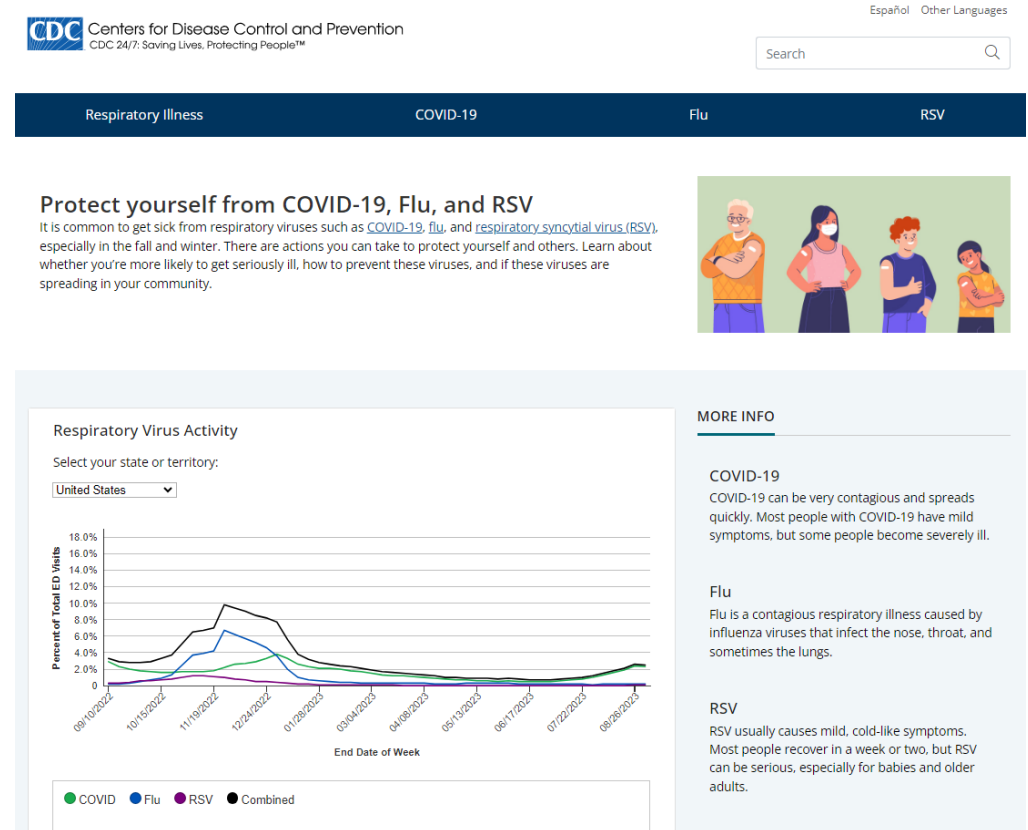 Español Other Languages
CDC Centers for Disease Control and Prevention
CDC 24/7: Saving Lives, Protecting People™
Search
Respiratory Illness COVID-19 Flu RSV
Protect yourself from COVID-19, Flu, and RSV
It is common to get sick from respiratory viruses such as COVID-19, flu, and respiratory syncytial virus (RSV),
especially in the fall and winter. There are actions you can take to protect yourself and others. Learn about
whether you're more likely to get seriously ill, how to prevent these viruses, and if these viruses are
spreading in your community.
Respiratory Virus Activity
Select your state or territory:
United States
Percent of Total ED Visits
18.0%
16.0%
14.0%
12.0%
10.0%
8.0%
6.0%
4.0%
2.0%
0
09/10/2022 10/15/2022 11/19/2022 12/24/2022 01/28/2023 03/04/2023 04/08/2023 05/13/2023 06/17/2023 07/22/2023 08/26/2023
End Date of Week
COVID Flu RSV Combined
MORE INFO
COVID-19
COVID-19 can be very contagious and spreads
quickly. Most people with COVID-19 have mild
symptoms, but some people become severely ill.
Flu
Flu is a contagious respiratory illness caused by
influenza viruses that infect the nose, throat, and
sometimes the lungs.
RSV
RSV usually causes mild, cold-like symptoms.
Most people recover in a week or two, but RSV
can be serious, especially for babies and older
adults.